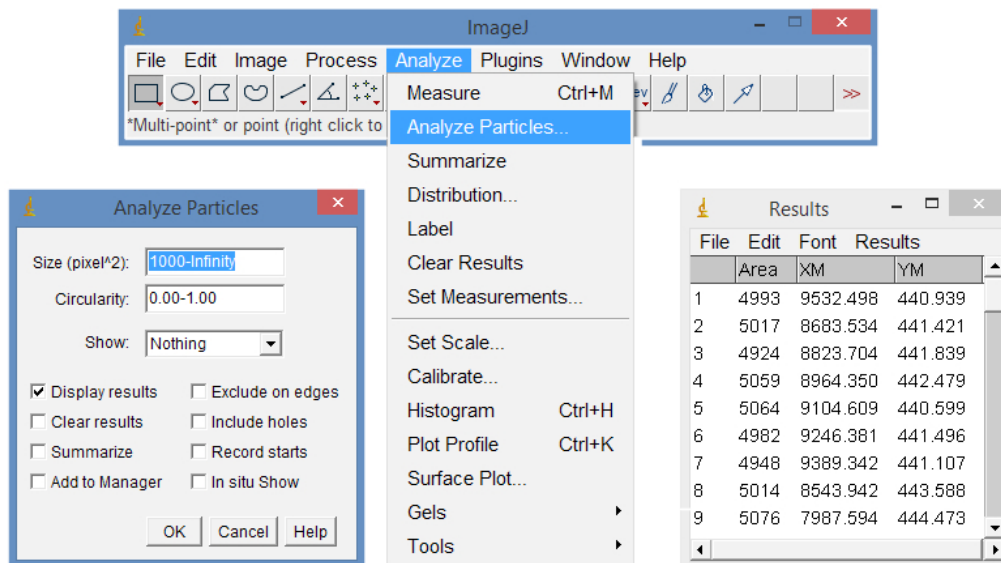 ImageJ
File Edit Image Process Analyze Plugins Window Help
*Multi-point* or point (right click to
Measure Ctrl+M
Analyze Particles...
Summarize
Distribution...
Label
Clear Results
Set Measurements...
Set Scale...
Calibrate...
Histogram Ctrl+H
Plot Profile Ctrl+K
Surface Plot...
Gels
Tools
Analyze Particles
Size (pixel^2): 1000-Infinity
Circularity: 0.00-1.00
Show: Nothing
Display results Exclude on edges
Clear results Include holes
Summarize Record starts
Add to Manager In situ Show
OK Cancel Help
Results
File Edit Font Results
Area XM YM
1 4993 9532.498 440.939
2 5017 8683.534 441.421
3 4924 8823.704 441.839
4 5059 8964.350 442.479
5 5064 9104.609 440.599
6 4982 9246.381 441.496
7 4948 9389.342 441.107
8 5014 8543.942 443.588
9 5076 7987.594 444.473